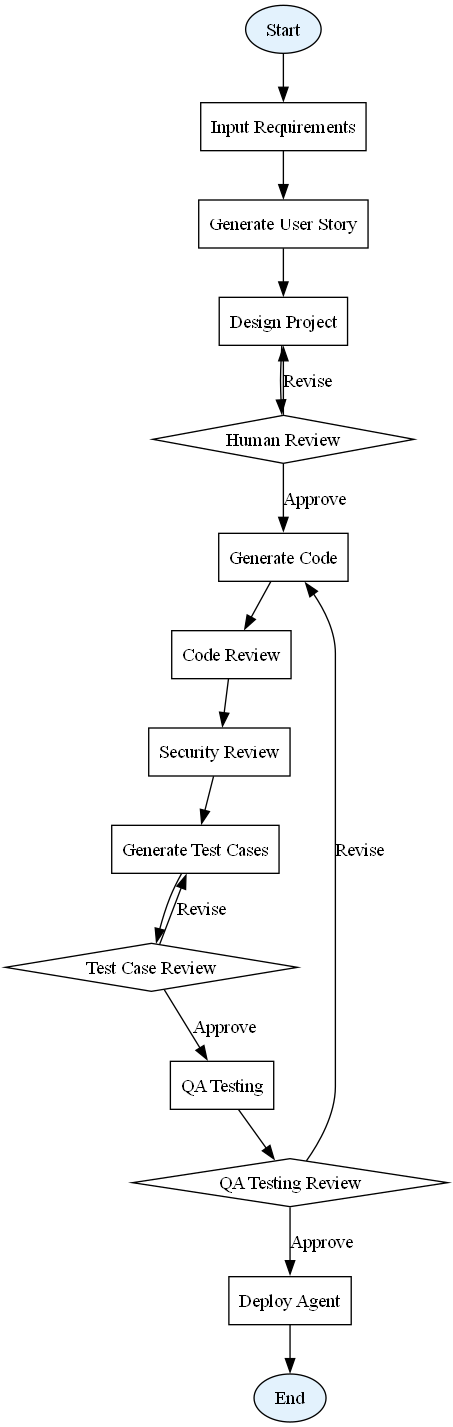 Start
Input Requirements
Generate User Story
Design Project
Revise
Human Review
Approve
Generate Code
Code Review
Security Review
Generate Test Cases
Revise
Revise
Test Case Review
Approve
QA Testing
QA Testing Review
Approve
Deploy Agent
End